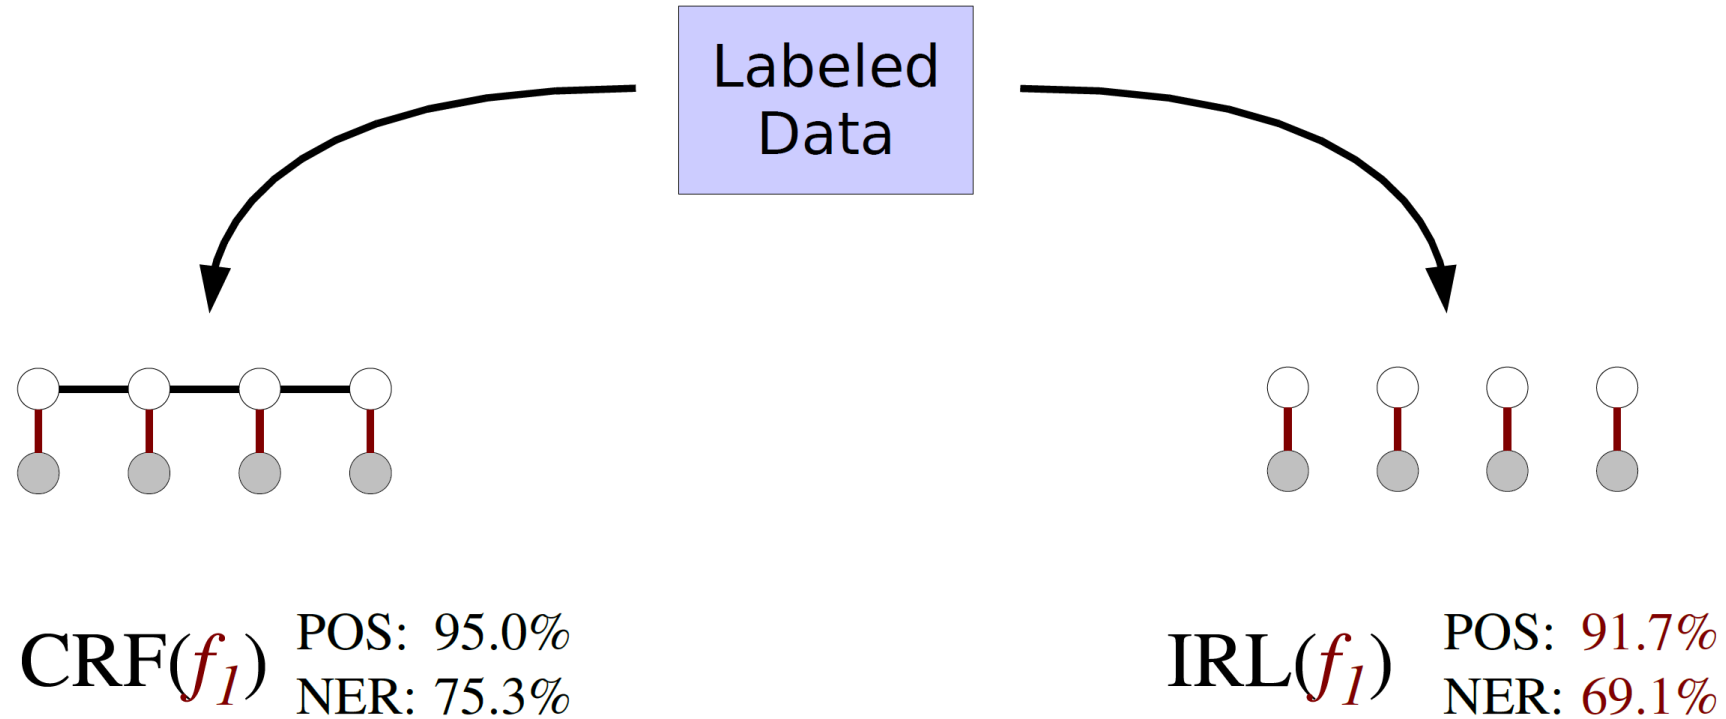 Labeled
Data
CRF(f1)
POS: 95.0%
NER: 75.3%
IRL(f1)
POS: 91.7%
NER: 69.1%